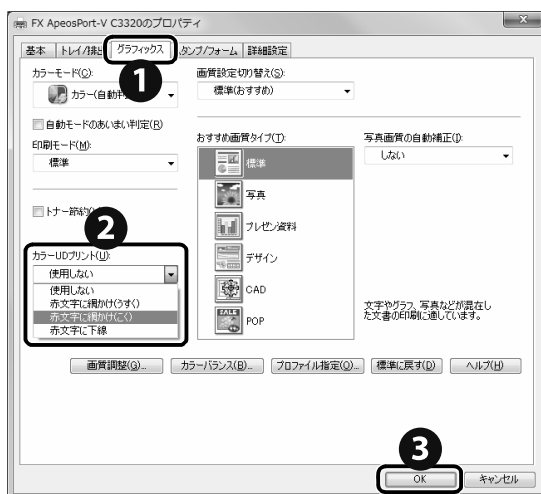 FX ApeosPort-V C3320のプロパティ
基本
グラフィックス
スタンプ/フォーム
詳細設定
1
カラーモード(C):
カラー(自動
自動モードのあいまい判定(R)
印刷モード(M):
標準
トナー節約
2
カラーUDプリント(U):
使用しない
使用しない
赤文字に網かけ(うすく)
赤文字に網かけ(こく)
赤文字に下線
画質設定切り替え(S):
標準(おすすめ)
おすすめ画質タイプ(T):
標準
写真
プレゼン資料
デザイン
CAD
POP
写真画質の自動補正(I):
しない
文字やグラフ、写真などが混在し
た文書の印刷に適しています。
画質調整(G)...
カラーバランス(B)...
プロファイル指定(O)...
標準に戻す(D)
ヘルプ(H)
3
OK
キャンセル